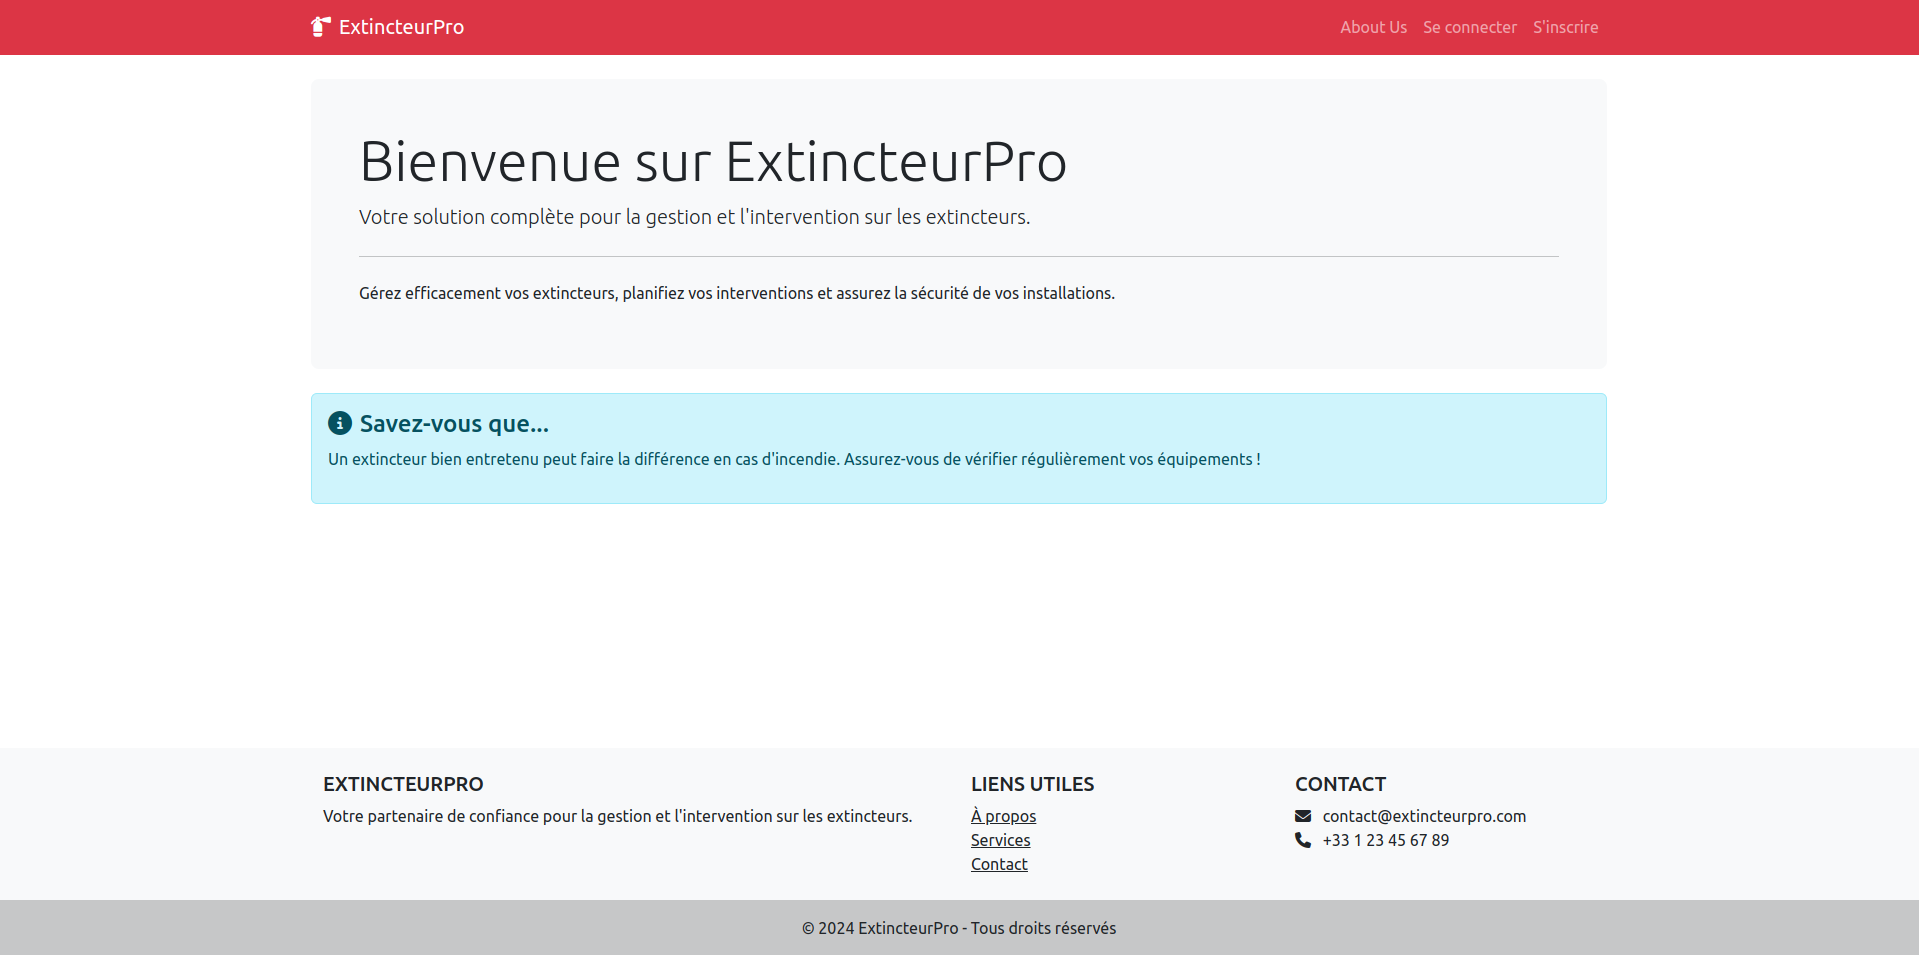 ExtincteurPro
About Us Se connecter S'inscrire
Bienvenue sur ExtincteurPro
Votre solution complète pour la gestion et l'intervention sur les extincteurs.
Gérez efficacement vos extincteurs, planifiez vos interventions et assurez la sécurité de vos installations.
Savez-vous que...
Un extincteur bien entretenu peut faire la différence en cas d'incendie. Assurez-vous de vérifier régulièrement vos équipements !
EXTINCTEURPRO
Votre partenaire de confiance pour la gestion et l'intervention sur les extincteurs.
LIENS UTILES
À propos
Services
Contact
CONTACT
contact@extincteurpro.com
+33 1 23 45 67 89
© 2024 ExtincteurPro - Tous droits réservés